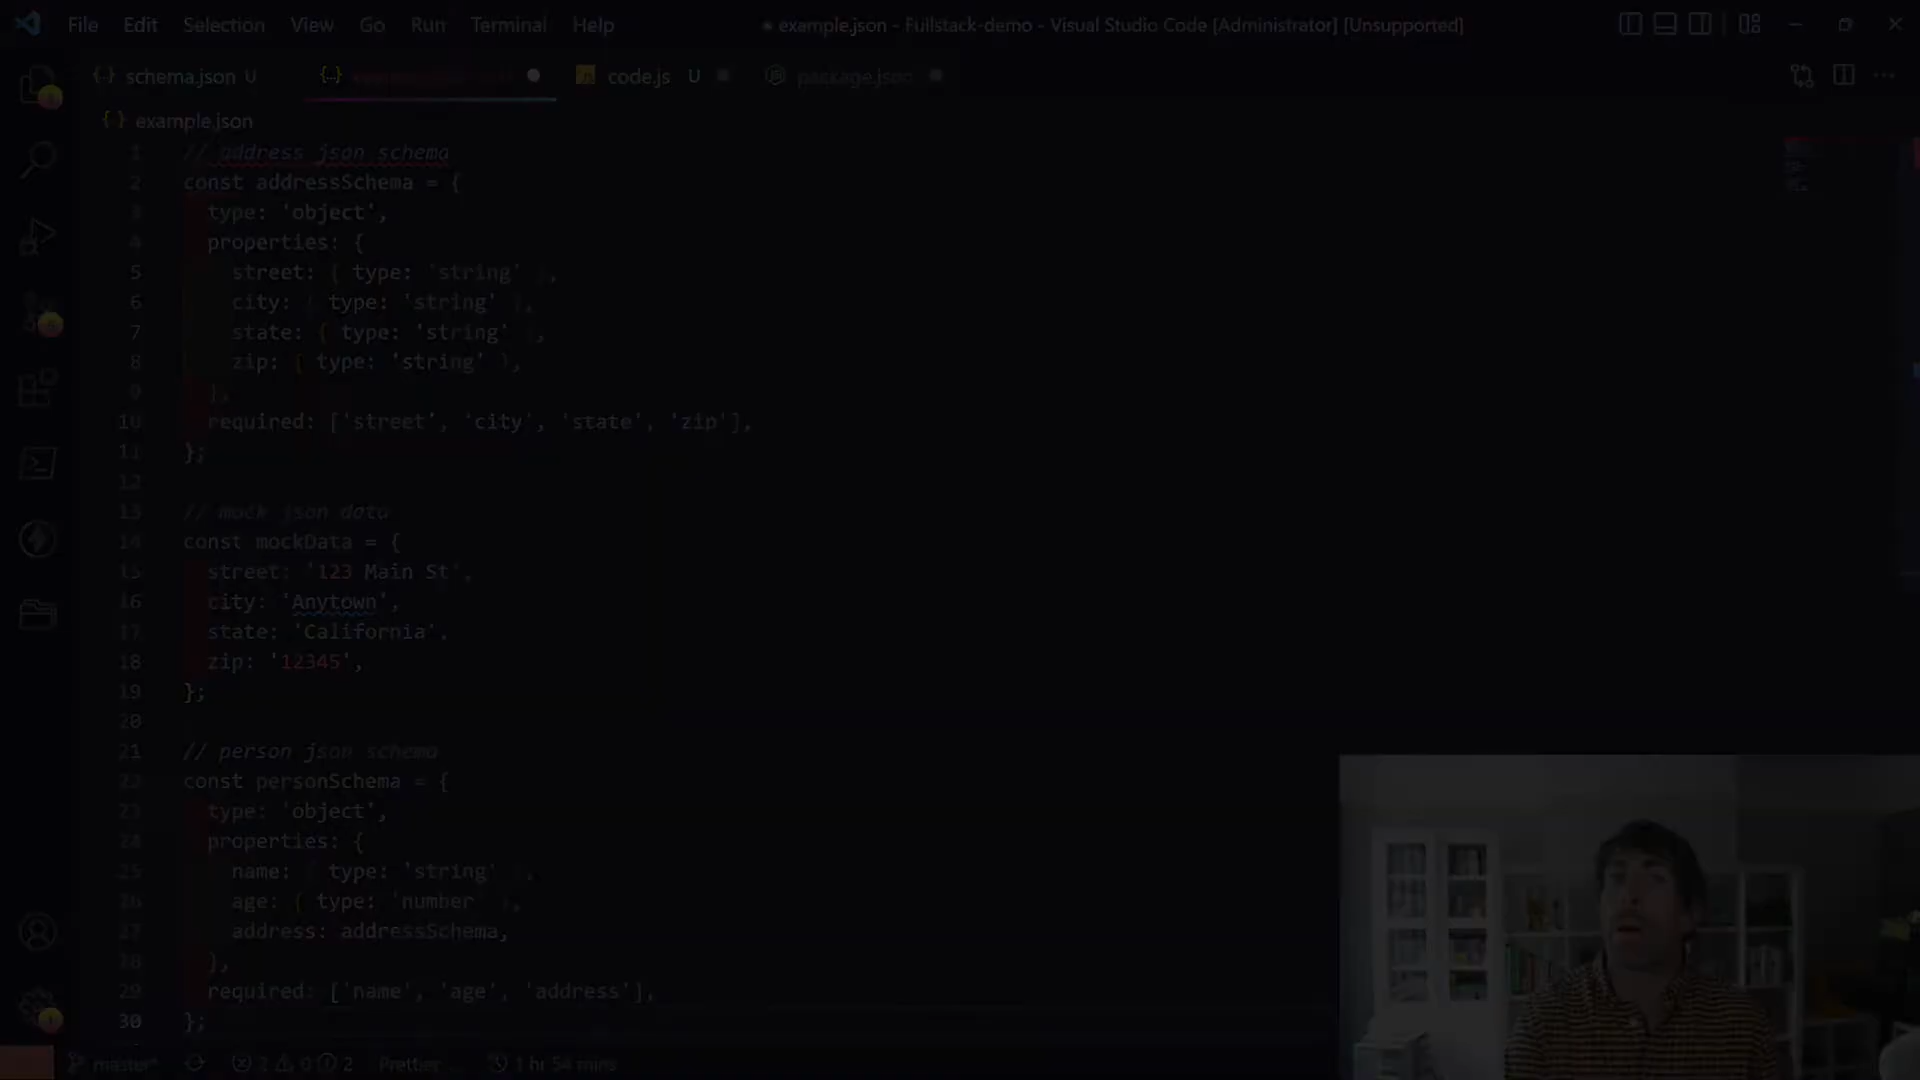 File Edit Selection View Go Run Terminal Help
example.json - Fullstack-demo - Visual Studio Code [Administrator] [Unsupported]
schema.json U
code.js U
package.json
{ } example.json
1 // address json schema
2 const addressSchema = {
3 type: 'object',
4 properties: {
5 street: { type: 'string' },
6 city: { type: 'string' },
7 state: { type: 'string' },
8 zip: { type: 'string' },
9 },
10 required: ['street', 'city', 'state', 'zip'],
11 };
12
13 // mock json data
14 const mockData = {
15 street: '123 Main St',
16 city: 'Anytown',
17 state: 'California',
18 zip: '12345',
19 };
20
21 // person json schema
22 const personSchema = {
23 type: 'object',
24 properties: {
25 name: { type: 'string' },
26 age: { type: 'number' },
27 address: addressSchema,
28 },
29 required: ['name', 'age', 'address'],
30 };
master* 2 0 2 Prettier 1 hr 54 mins